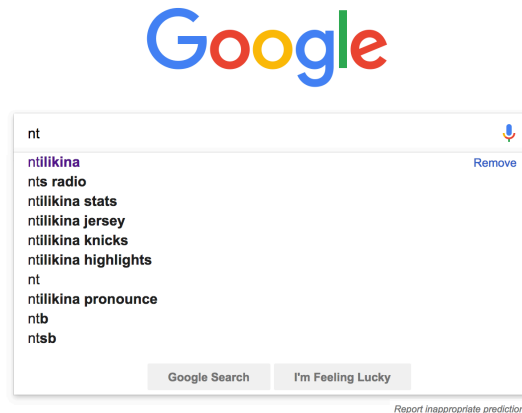 Google
nt
ntilikina Remove
nts radio
ntilikina stats
ntilikina jersey
ntilikina knicks
ntilikina highlights
nt
ntilikina pronounce
ntb
ntsb
Google Search I'm Feeling Lucky
Report inappropriate prediction